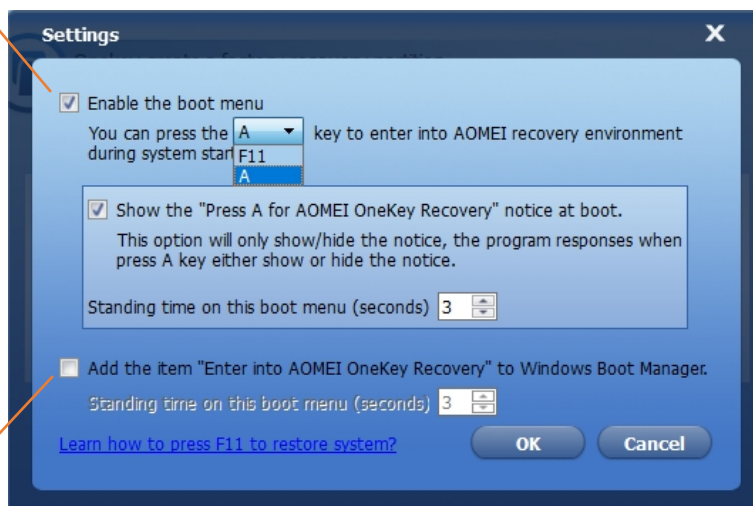 Settings
Enable the boot menu
You can press the A key to enter into AOMEI recovery environment
during system start
F11
A
Show the "Press A for AOMEI OneKey Recovery" notice at boot.
This option will only show/hide the notice, the program responses when
press A key either show or hide the notice.
Standing time on this boot menu (seconds) 3
Add the item "Enter into AOMEI OneKey Recovery" to Windows Boot Manager.
Standing time on this boot menu (seconds) 3
Learn how to press F11 to restore system?
OK Cancel